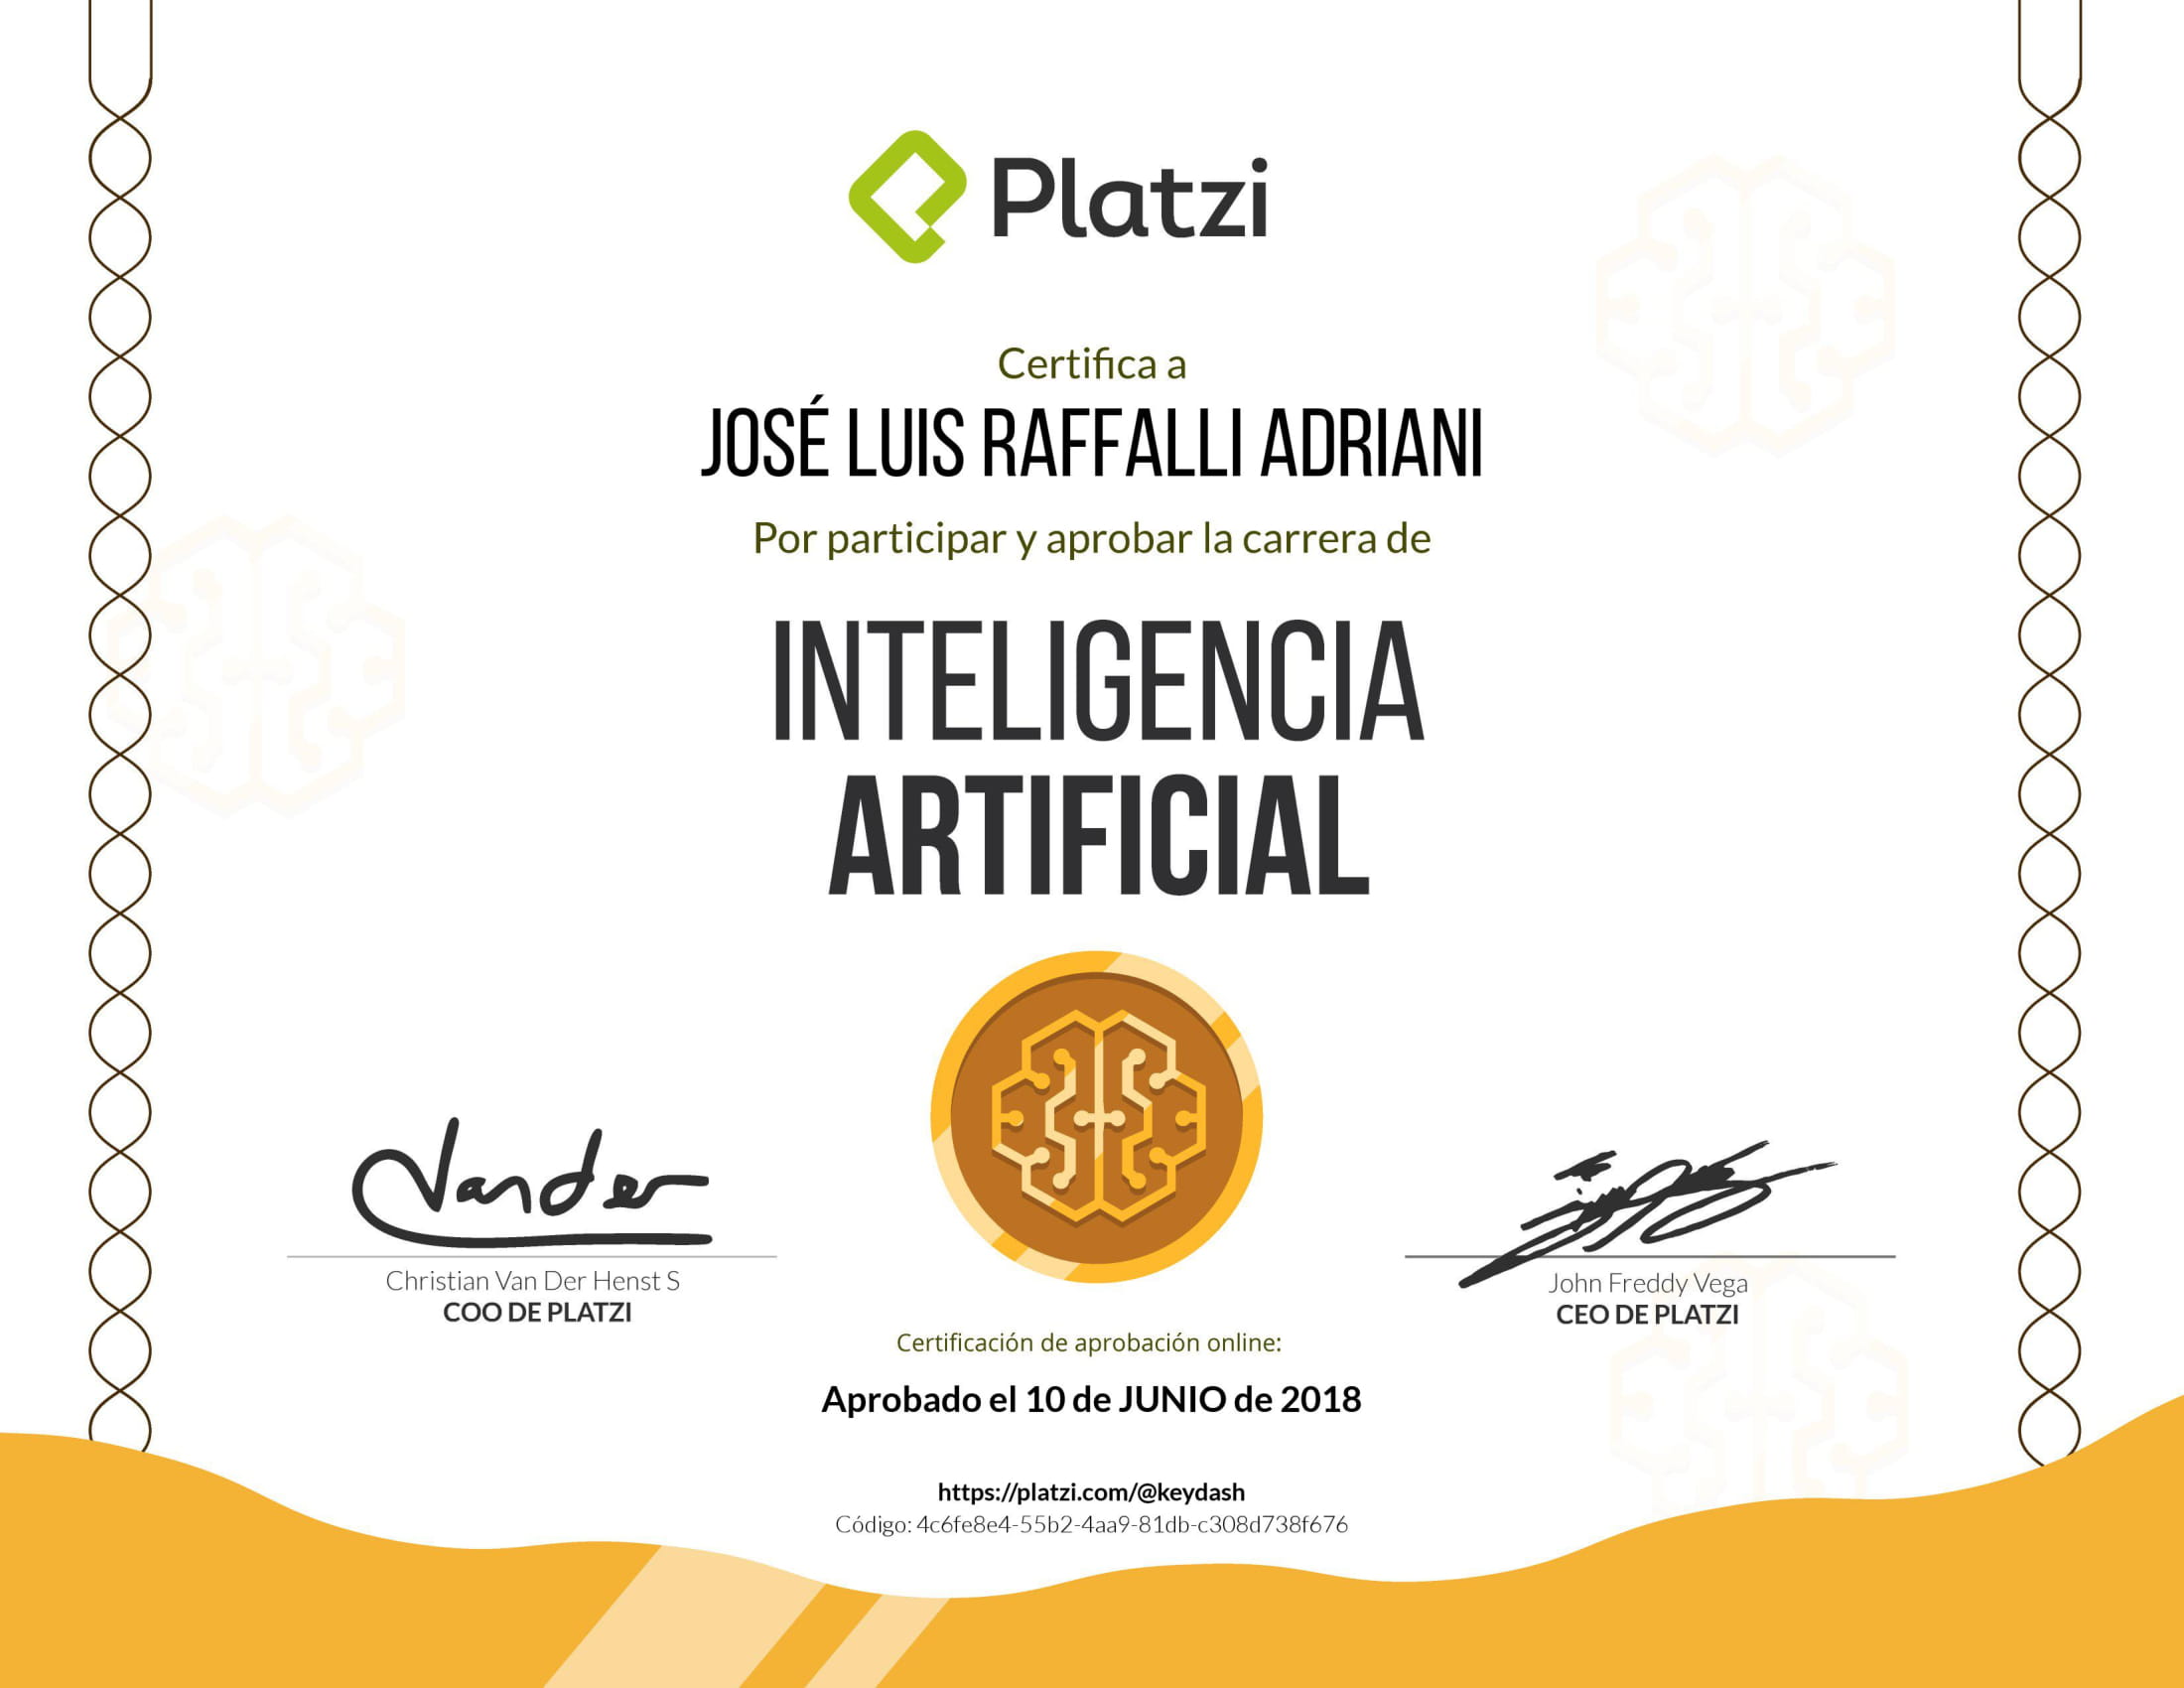 Platzi
Certifica a
JOSÉ LUIS RAFFALLI ADRIANI
Por participar y aprobar la carrera de
INTELIGENCIA
ARTIFICIAL
Vander
Christian Van Der Henst S
COO DE PLATZI
John Freddy Vega
CEO DE PLATZI
Certificación de aprobación online:
Aprobado el 10 de JUNIO de 2018
https://platzi.com/@keydash
Código: 4c6fe8e4-55b2-4aa9-81db-c308d738f676